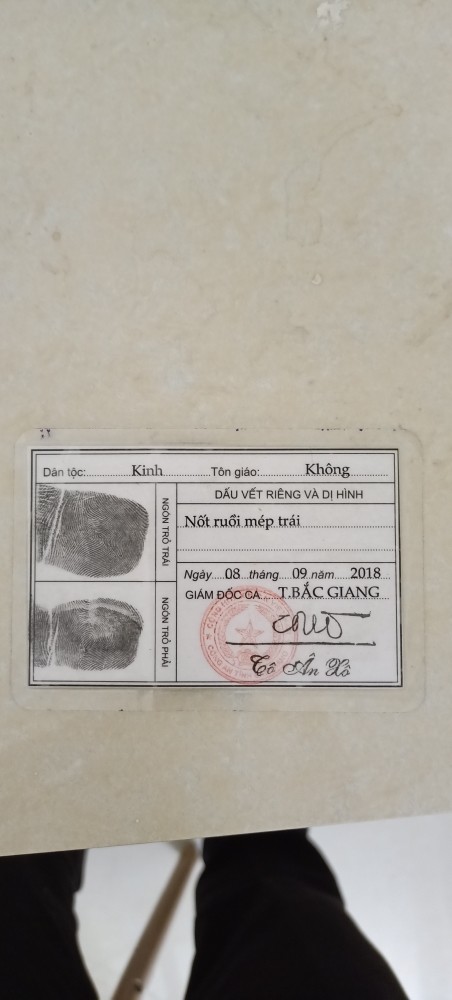 Dân tộc: Kinh Tôn giáo: Không
NGÓN TRỎ TRÁI
NGÓN TRỎ PHẢI
DẤU VẾT RIÊNG VÀ DỊ HÌNH
Nốt ruồi mép trái
Ngày 08 tháng 09 năm 2018
GIÁM ĐỐC CA T.BẮC GIANG
Tô Ân Xô